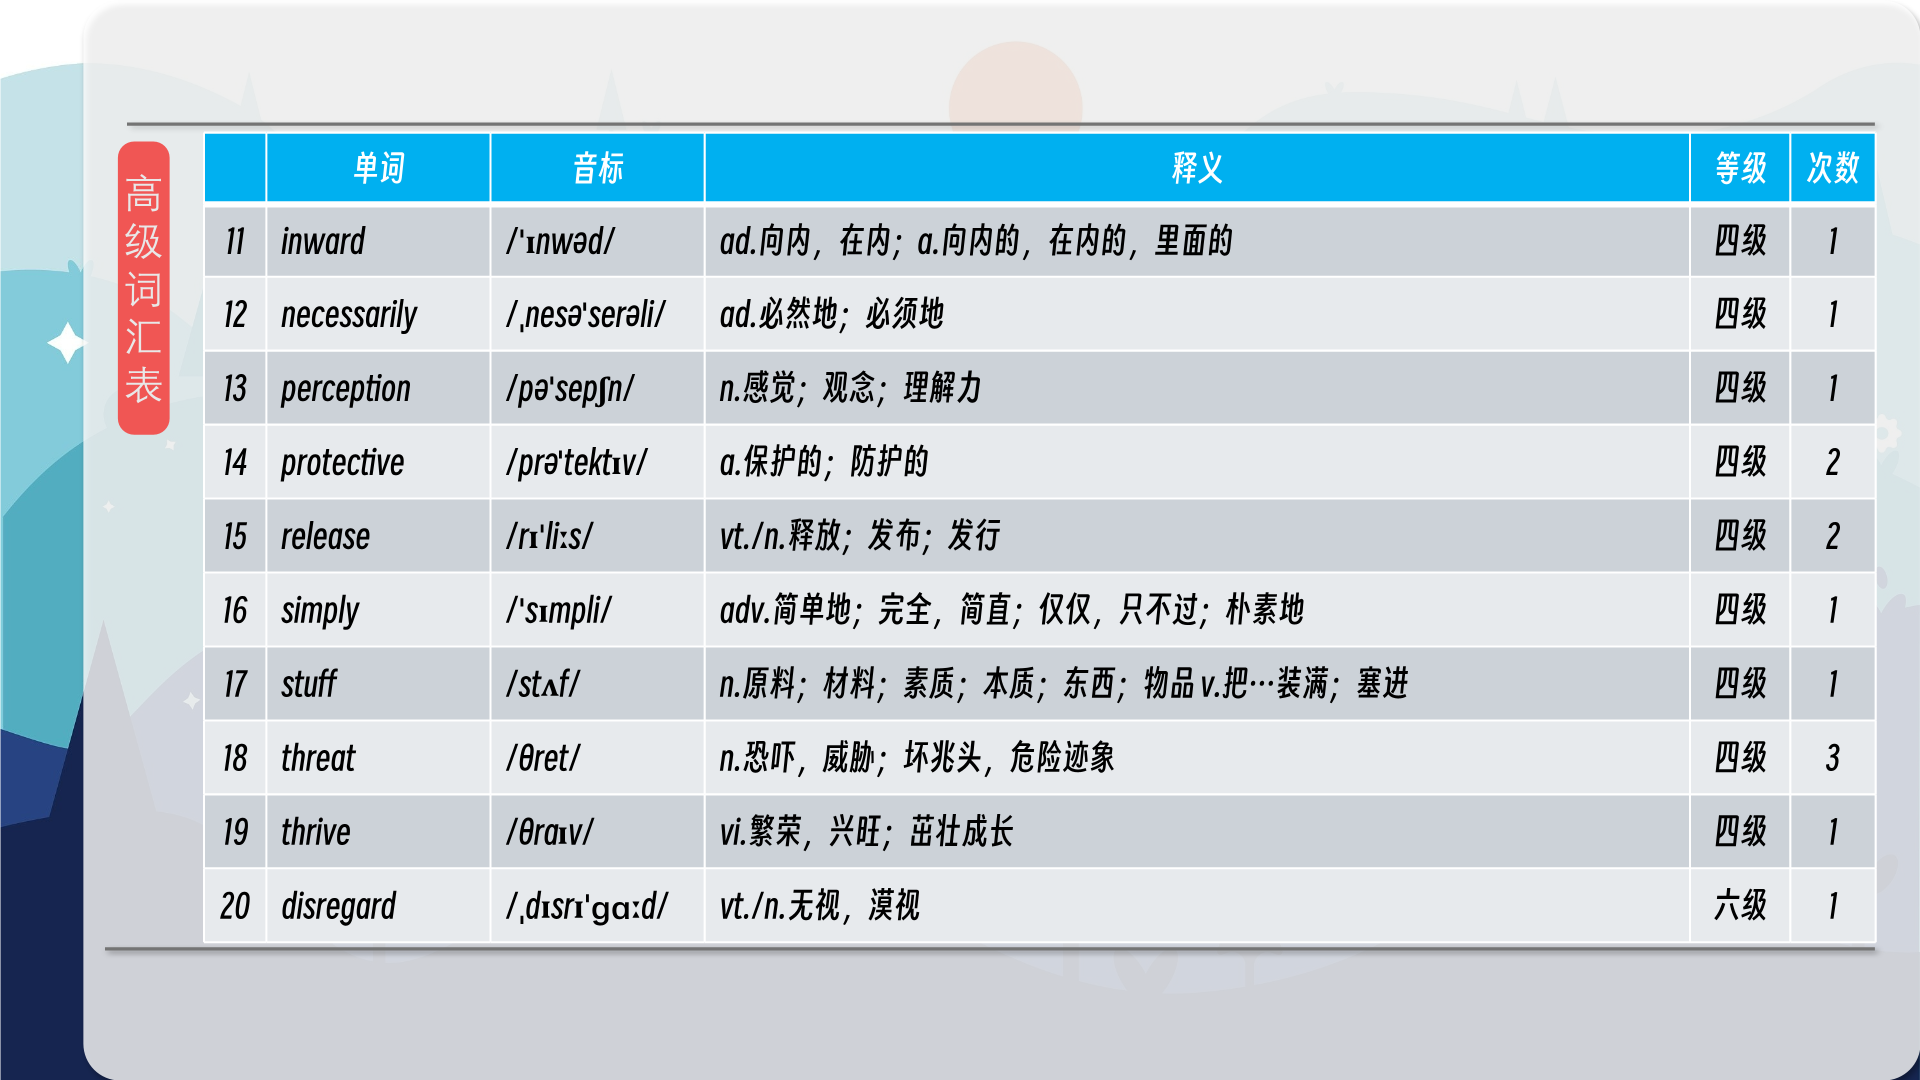 高级词汇表
单词 音标 释义 等级 次数
11 inward /ˈɪnwəd/ ad.向内，在内；a.向内的，在内的，里面的 四级 1
12 necessarily /ˌnesəˈserəli/ ad.必然地；必须地 四级 1
13 perception /pəˈsepʃn/ n.感觉；观念；理解力 四级 1
14 protective /prəˈtektɪv/ a.保护的；防护的 四级 2
15 release /rɪˈliːs/ vt./n.释放；发布；发行 四级 2
16 simply /ˈsɪmpli/ adv.简单地；完全，简直；仅仅，只不过；朴素地 四级 1
17 stuff /stʌf/ n.原料；材料；素质；本质；东西；物品 v.把…装满；塞进 四级 1
18 threat /θret/ n.恐吓，威胁；坏兆头，危险迹象 四级 3
19 thrive /θraɪv/ vi.繁荣，兴旺；茁壮成长 四级 1
20 disregard /ˌdɪsrɪˈɡɑːd/ vt./n.无视，漠视 六级 1